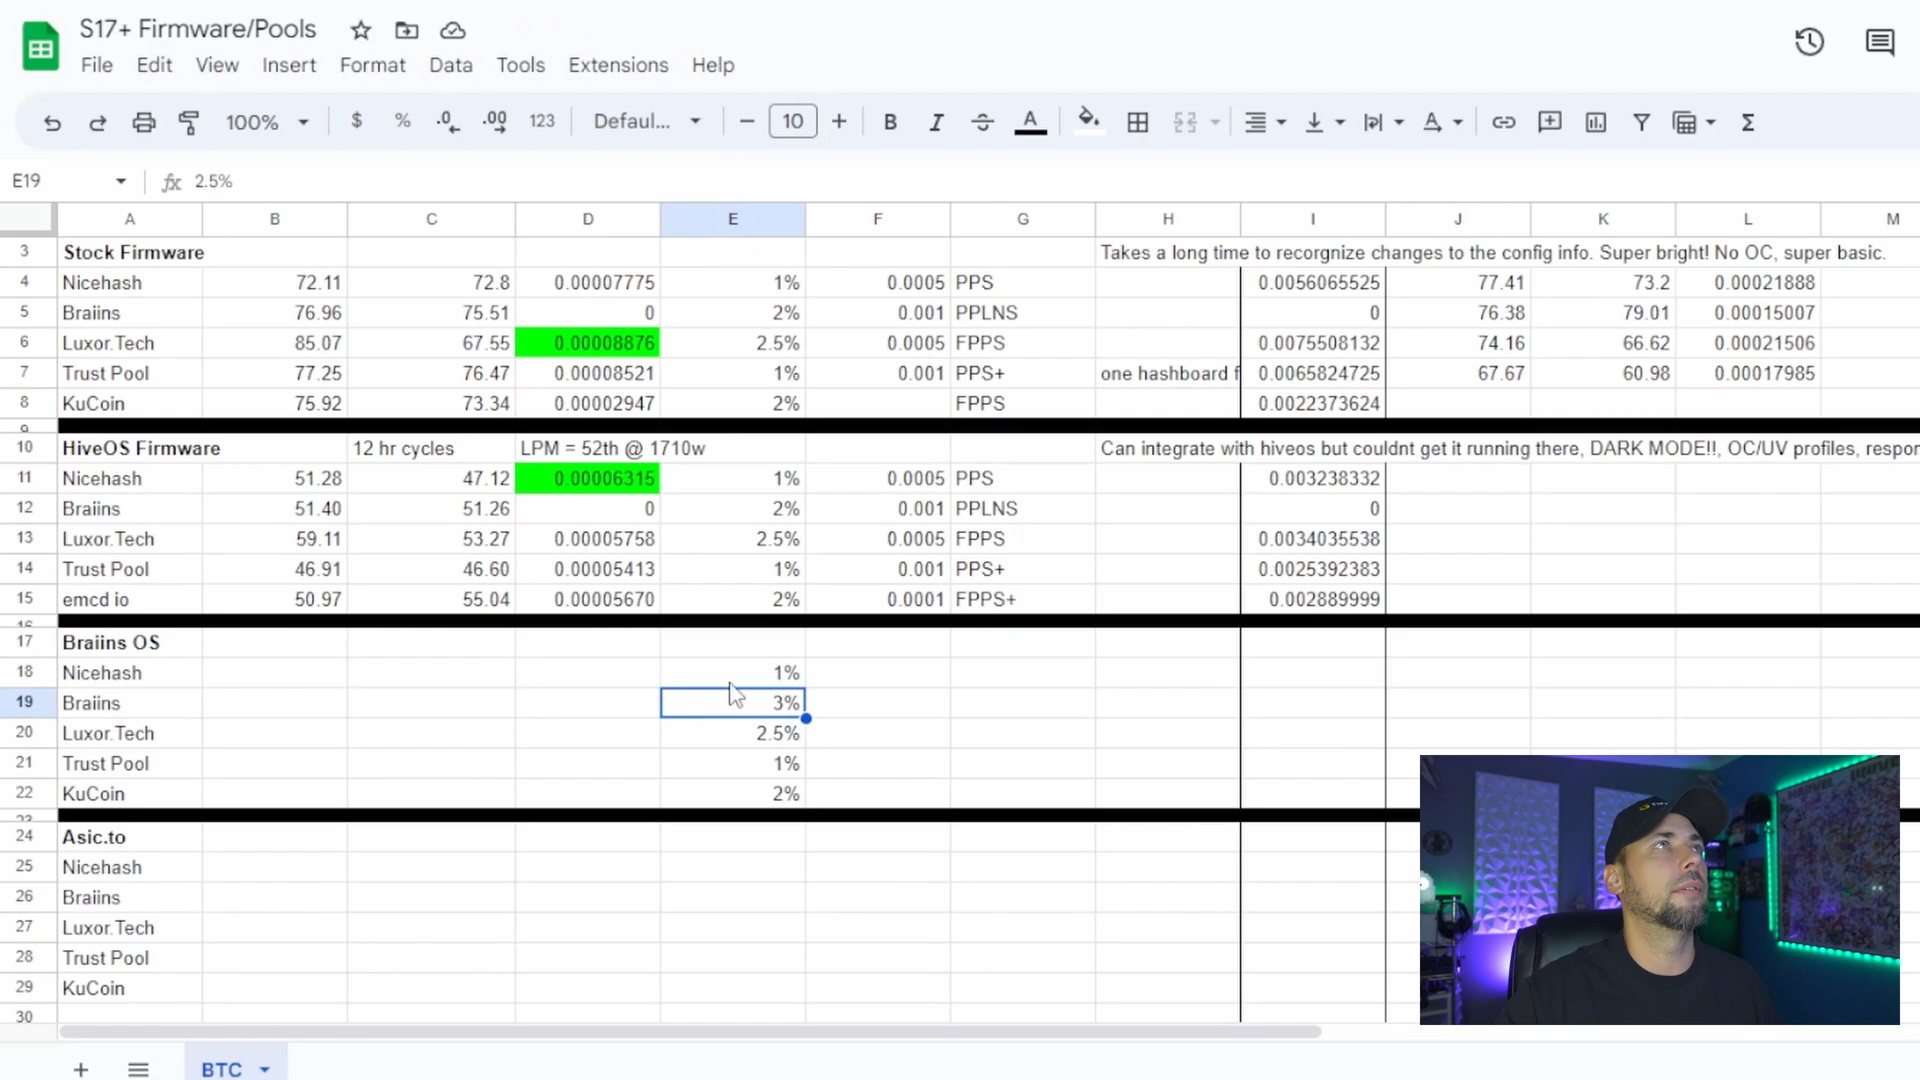 S17+ Firmware/Pools
File Edit View Insert Format Data Tools Extensions Help
100% $ % .0 .00 123 Defaul... 10 B I A Σ
E19 fx 2.5%
A B C D E F G H I J K L M
3 Stock Firmware Takes a long time to recorgnize changes to the config info. Super bright! No OC, super basic.
4 Nicehash 72.11 72.8 0.00007775 1% 0.0005 PPS 0.0056065525 77.41 73.2 0.00021888
5 Braiins 76.96 75.51 0 2% 0.001 PPLNS 0 76.38 79.01 0.00015007
6 Luxor.Tech 85.07 67.55 0.00008876 2.5% 0.0005 FPPS 0.0075508132 74.16 66.62 0.00021506
7 Trust Pool 77.25 76.47 0.00008521 1% 0.001 PPS+ one hashboard f 0.0065824725 67.67 60.98 0.00017985
8 KuCoin 75.92 73.34 0.00002947 2% FPPS 0.0022373624
9
10 HiveOS Firmware 12 hr cycles LPM = 52th @ 1710w Can integrate with hiveos but couldnt get it running there, DARK MODE!!, OC/UV profiles, respor
11 Nicehash 51.28 47.12 0.00006315 1% 0.0005 PPS 0.003238332
12 Braiins 51.40 51.26 0 2% 0.001 PPLNS 0
13 Luxor.Tech 59.11 53.27 0.00005758 2.5% 0.0005 FPPS 0.0034035538
14 Trust Pool 46.91 46.60 0.00005413 1% 0.001 PPS+ 0.0025392383
15 emcd io 50.97 55.04 0.00005670 2% 0.0001 FPPS+ 0.002889999
16
17 Braiins OS
18 Nicehash 1%
19 Braiins 3%
20 Luxor.Tech 2.5%
21 Trust Pool 1%
22 KuCoin 2%
23
24 Asic.to
25 Nicehash
26 Braiins
27 Luxor.Tech
28 Trust Pool
29 KuCoin
30
BTC